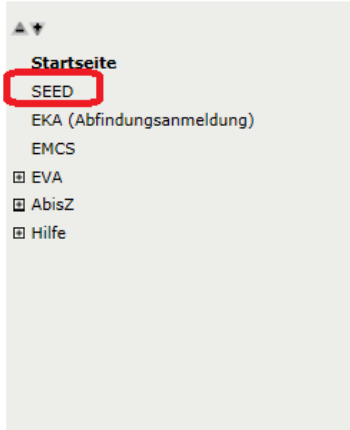 Startseite
SEED
EKA (Abfindungsanmeldung)
EMCS
EVA
AbisZ
Hilfe